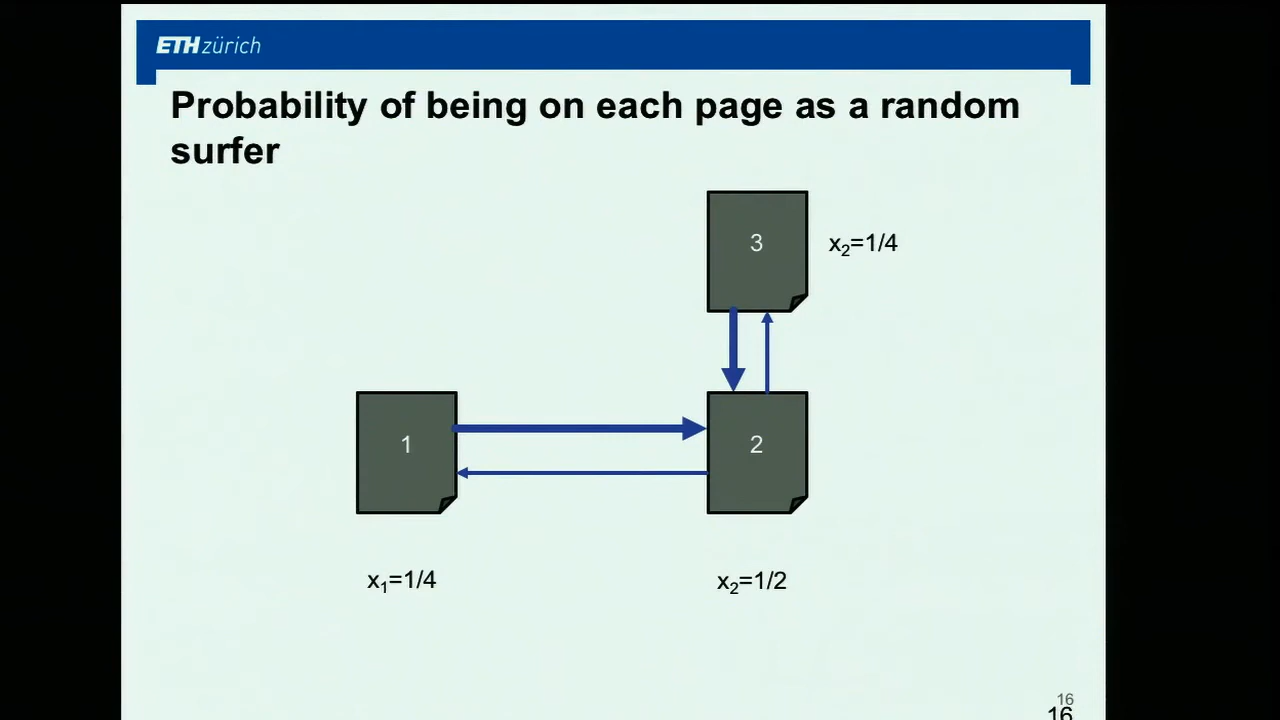 ETH zürich
Probability of being on each page as a random
surfer
3
x₂=1/4
1
2
x₁=1/4
x₂=1/2
16
16